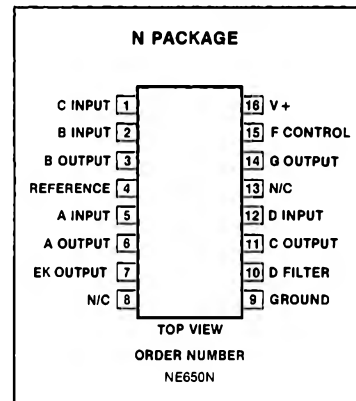 N PACKAGE
C INPUT 1 16 V+
B INPUT 2 15 F CONTROL
B OUTPUT 3 14 G OUTPUT
REFERENCE 4 13 N/C
A INPUT 5 12 D INPUT
A OUTPUT 6 11 C OUTPUT
EK OUTPUT 7 10 D FILTER
N/C 8 9 GROUND
TOP VIEW
ORDER NUMBER
NE650N